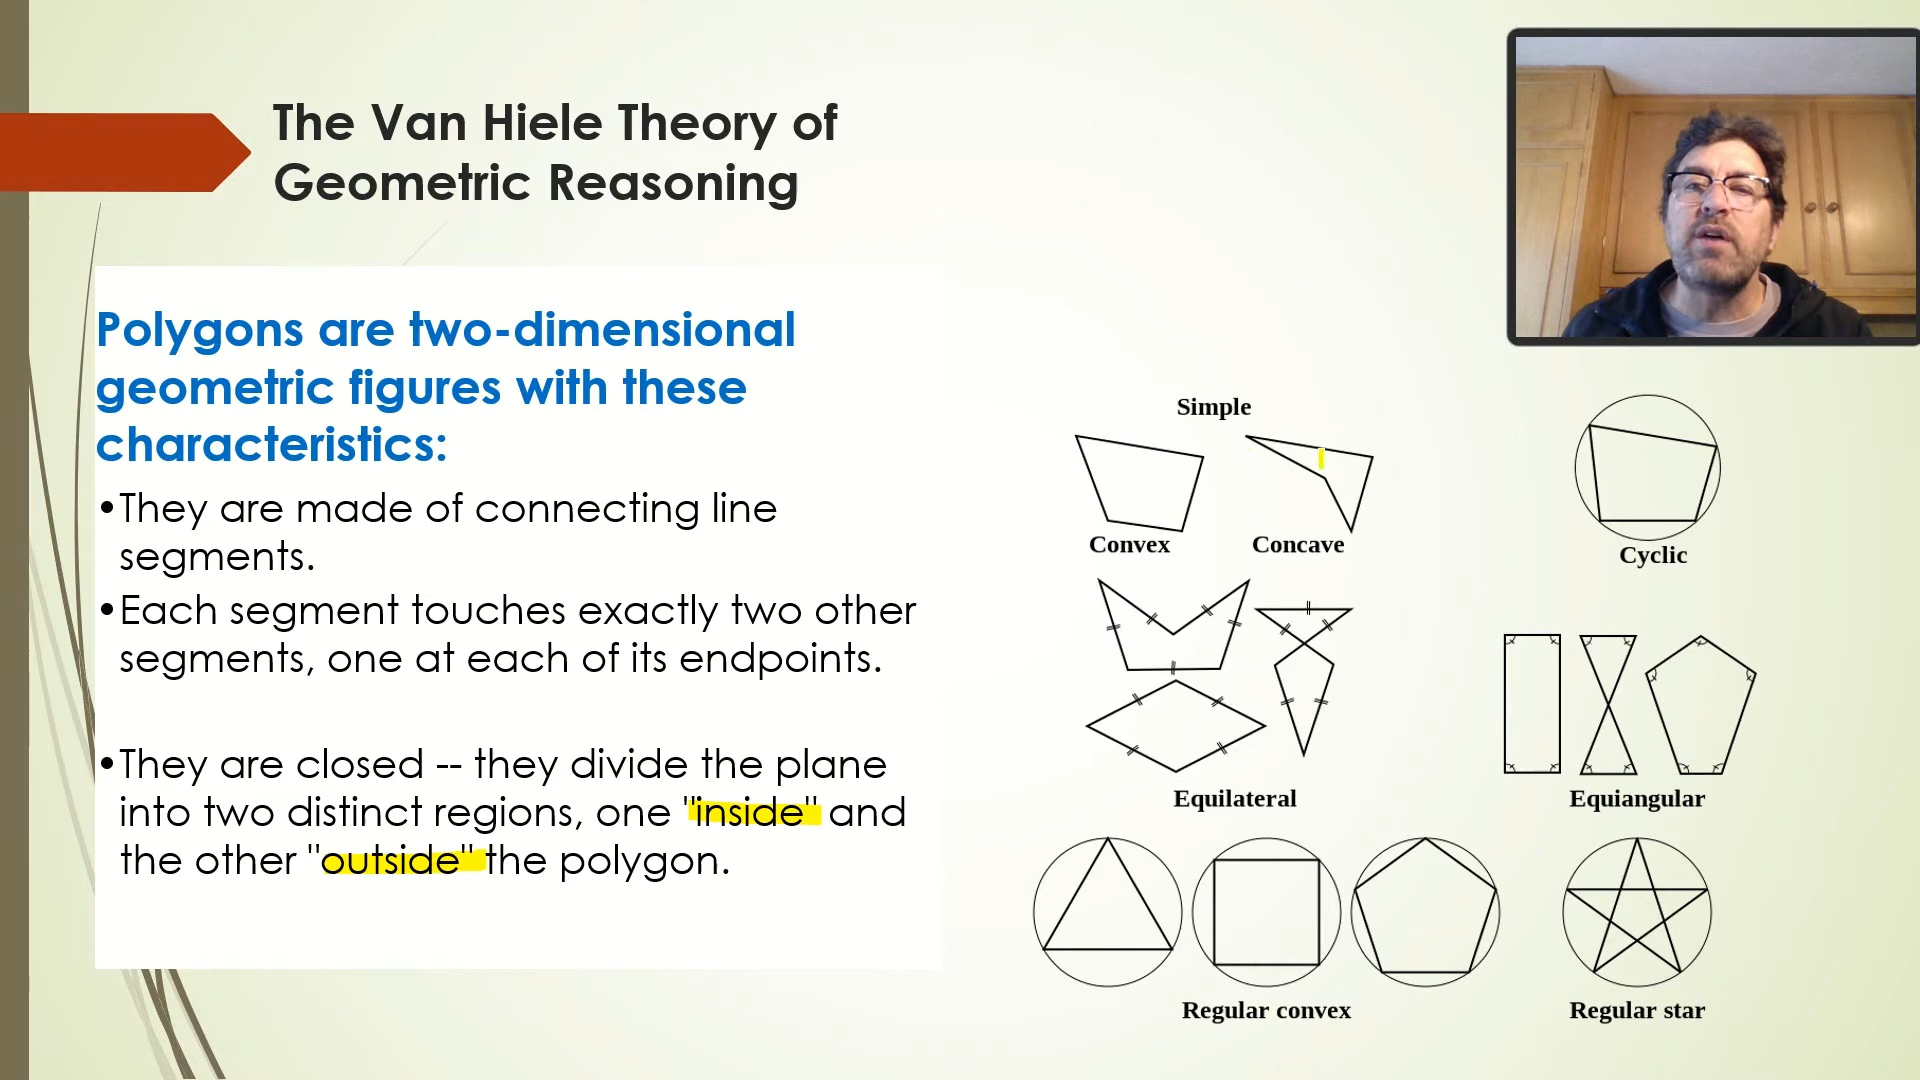 The Van Hiele Theory of
Geometric Reasoning
Polygons are two-dimensional
geometric figures with these
characteristics:
•They are made of connecting line
segments.
•Each segment touches exactly two other
segments, one at each of its endpoints.
•They are closed -- they divide the plane
into two distinct regions, one "inside" and
the other "outside" the polygon.
Simple
Convex
Concave
Cyclic
Equilateral
Equiangular
Regular convex
Regular star